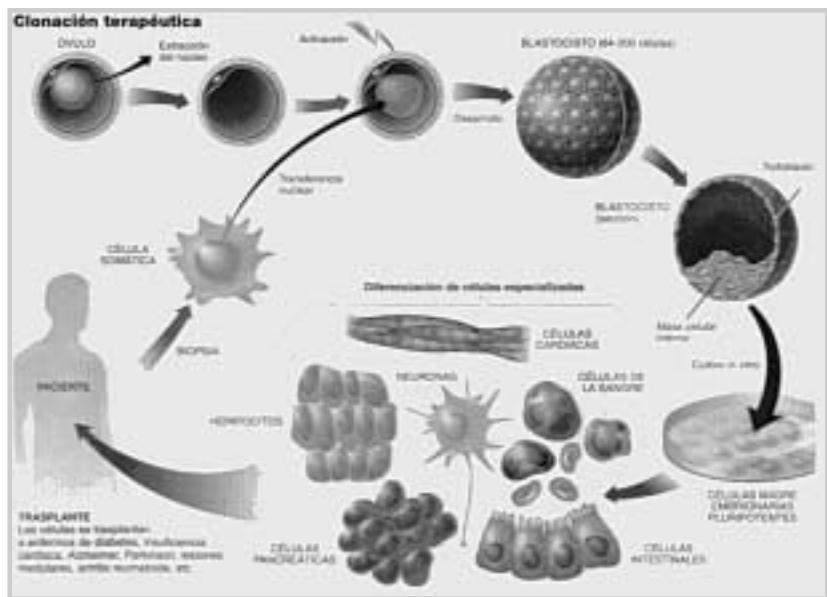 Clonación terapéutica
ÓVULO
Extracción
del núcleo
Activación
BLASTOCISTO (64-200 células)
Desarrollo
Transferencia
nuclear
Trofoblasto
BLASTOCISTO
(sección)
CÉLULA
SOMÁTICA
Diferenciación de células especializadas
Masa celular
interna
CÉLULAS
CARDÍACAS
BIOPSIA
Cultivo in vitro
PACIENTE
NEURONAS
CÉLULAS DE
LA SANGRE
HEPATOCITOS
CÉLULAS MADRE
EMBRIONARIAS
PLURIPOTENTES
TRASPLANTE
Las células se trasplantan
a enfermos de diabetes, insuficiencia
cardíaca, Alzheimer, Parkinson, lesiones
medulares, artritis reumatoide, etc.
CÉLULAS
PANCREÁTICAS
CÉLULAS
INTESTINALES